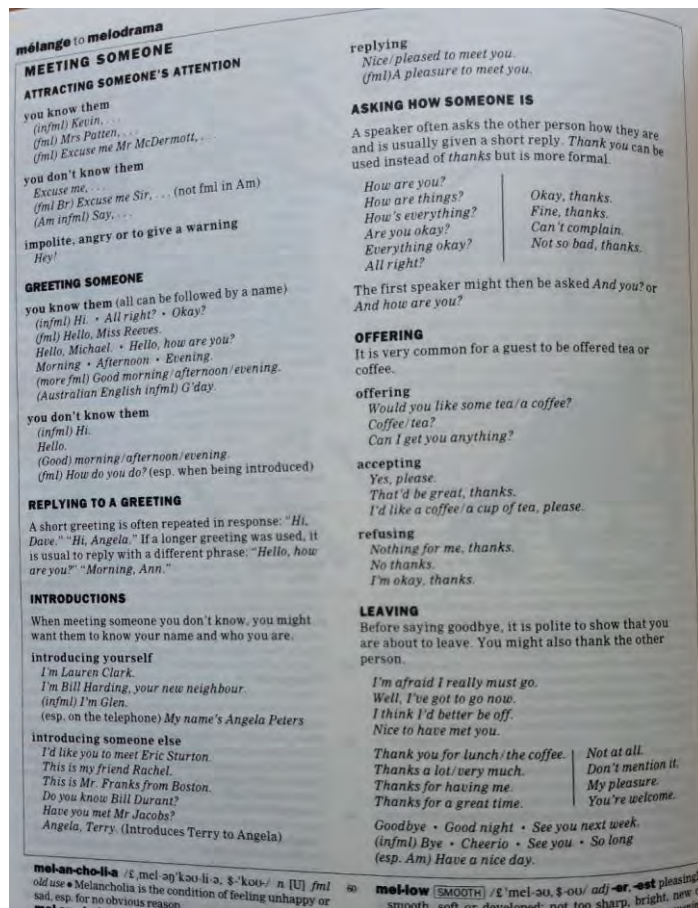 mélange to melodrama
MEETING SOMEONE
ATTRACTING SOMEONE'S ATTENTION
you know them
(infml) Kevin, . . .
(fml) Mrs Patten, . . .
(fml) Excuse me Mr McDermott, . . .
you don't know them
Excuse me, . . .
(fml Br) Excuse me Sir, . . . (not fml in Am)
(Am infml) Say, . . .
impolite, angry or to give a warning
Hey!
GREETING SOMEONE
you know them (all can be followed by a name)
(infml) Hi. • All right? • Okay?
(fml) Hello, Miss Reeves.
Hello, Michael. • Hello, how are you?
Morning • Afternoon • Evening.
(more fml) Good morning/afternoon/evening.
(Australian English infml) G'day.
you don't know them
(infml) Hi.
Hello.
(Good) morning/afternoon/evening.
(fml) How do you do? (esp. when being introduced)
REPLYING TO A GREETING
A short greeting is often repeated in response: "Hi,
Dave." "Hi, Angela." If a longer greeting was used, it
is usual to reply with a different phrase: "Hello, how
are you?" "Morning, Ann."
INTRODUCTIONS
When meeting someone you don't know, you might
want them to know your name and who you are.
introducing yourself
I'm Lauren Clark.
I'm Bill Harding, your new neighbour.
(infml) I'm Glen.
(esp. on the telephone) My name's Angela Peters
introducing someone else
I'd like you to meet Eric Sturton.
This is my friend Rachel.
This is Mr. Franks from Boston.
Do you know Bill Durant?
Have you met Mr Jacobs?
Angela, Terry. (Introduces Terry to Angela)
replying
Nice/pleased to meet you.
(fml) A pleasure to meet you.
ASKING HOW SOMEONE IS
A speaker often asks the other person how they are
and is usually given a short reply. Thank you can be
used instead of thanks but is more formal.
How are you?
How are things?
How's everything?
Are you okay?
Everything okay?
All right?
Okay, thanks.
Fine, thanks.
Can't complain.
Not so bad, thanks.
The first speaker might then be asked And you? or
And how are you?
OFFERING
It is very common for a guest to be offered tea or
coffee.
offering
Would you like some tea/a coffee?
Coffee/tea?
Can I get you anything?
accepting
Yes, please.
That'd be great, thanks.
I'd like a coffee/a cup of tea, please.
refusing
Nothing for me, thanks.
No thanks.
I'm okay, thanks.
LEAVING
Before saying goodbye, it is polite to show that you
are about to leave. You might also thank the other
person.
I'm afraid I really must go.
Well, I've got to go now.
I think I'd better be off.
Nice to have met you.
Thank you for lunch/the coffee.
Thanks a lot/very much.
Thanks for having me.
Thanks for a great time.
Not at all.
Don't mention it.
My pleasure.
You're welcome.
Goodbye • Good night • See you next week.
(infml) Bye • Cheerio • See you • So long
(esp. Am) Have a nice day.
mel·an·cho·li·a /£ˌmel·əŋˈkəʊ·li·ə, $-ˈkoʊ-/ n [U] fml
old use • Melancholia is the condition of feeling unhappy or
sad, esp. for no obvious reason
mel·low SMOOTH /£ˈmel·əʊ, $-oʊ/ adj -er, -est pleasing
smooth, soft or developed; not too sharp, bright, new